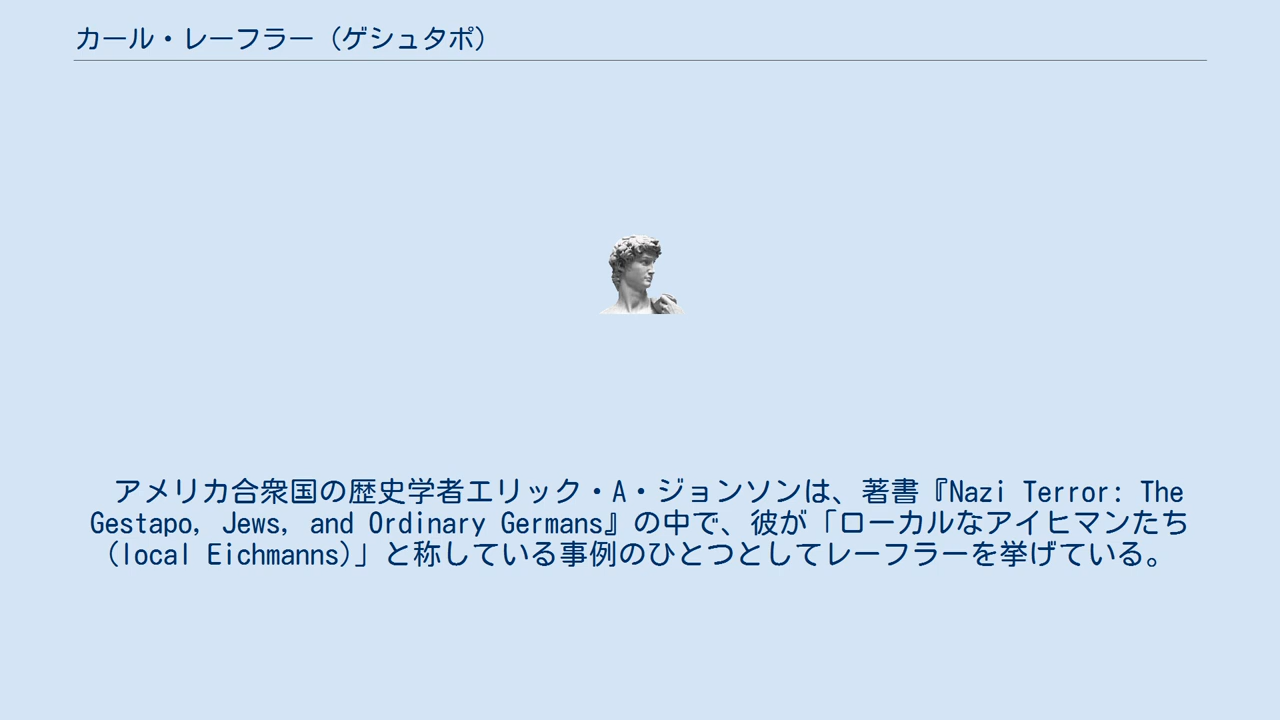 カール・レーフラー（ゲシュタポ）
アメリカ合衆国の歴史学者エリック・A・ジョンソンは、著書『Nazi Terror: The
Gestapo, Jews, and Ordinary Germans』の中で、彼が「ローカルなアイヒマンたち
（local Eichmanns)」と称している事例のひとつとしてレーフラーを挙げている。